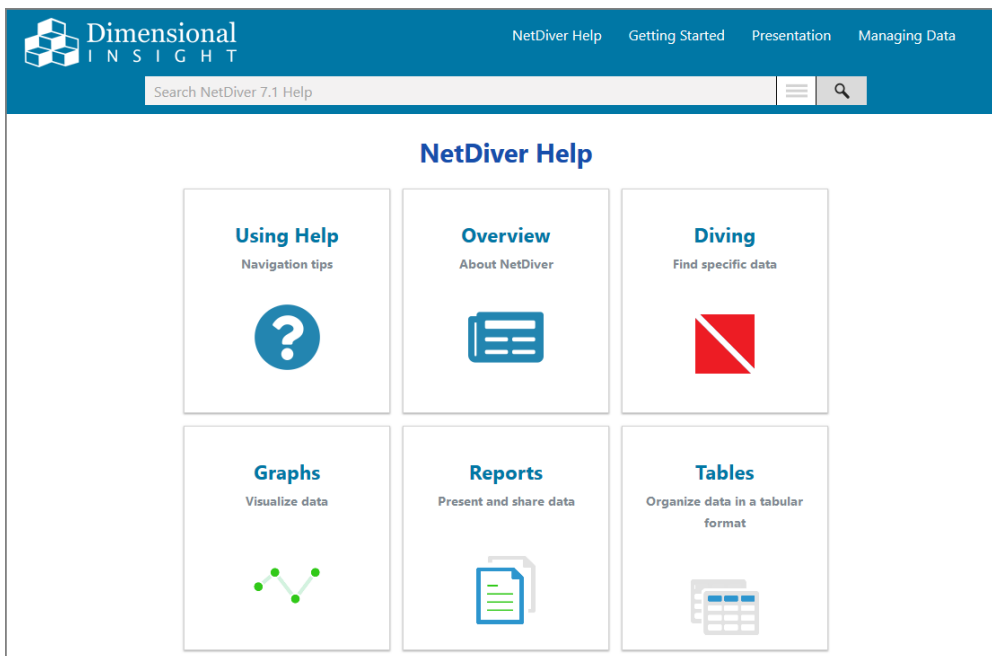 Dimensional
INSIGHT
NetDiver Help Getting Started Presentation Managing Data
Search NetDiver 7.1 Help
NetDiver Help
Using Help
Navigation tips
Overview
About NetDiver
Diving
Find specific data
Graphs
Visualize data
Reports
Present and share data
Tables
Organize data in a tabular
format